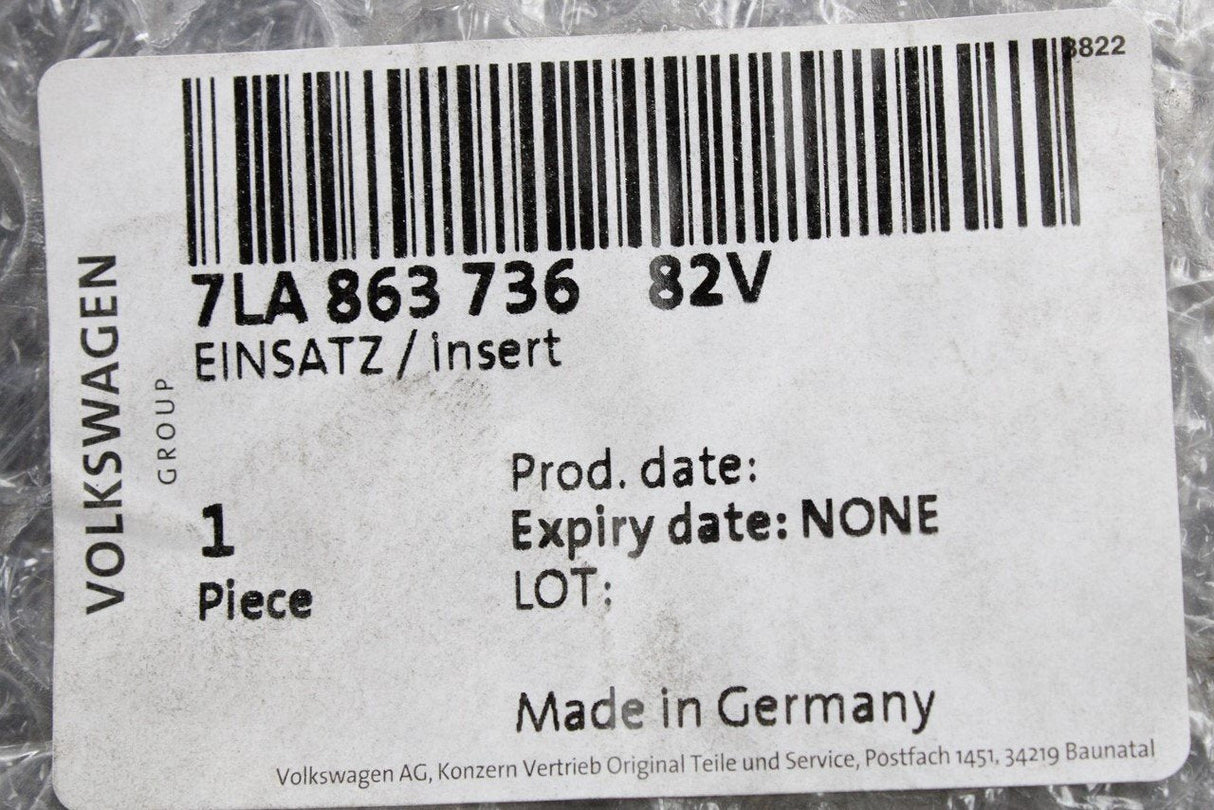 8822
7LA 863 736 82V
EINSATZ / insert
VOLKSWAGEN
GROUP
1
Piece
Prod. date:
Expiry date: NONE
LOT:
Made in Germany
Volkswagen AG, Konzern Vertrieb Original Teile und Service, Postfach 1451, 34219 Baunatal